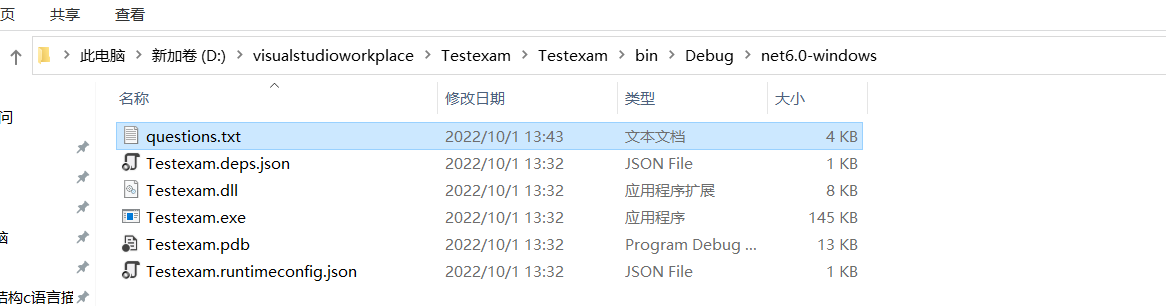 页 共享 查看
此电脑 新加卷 (D:) visualstudioworkplace Testexam Testexam bin Debug net6.0-windows
名称 修改日期 类型 大小
问
questions.txt 2022/10/1 13:43 文本文档 4 KB
Testexam.deps.json 2022/10/1 13:32 JSON File 1 KB
Testexam.dll 2022/10/1 13:32 应用程序扩展 8 KB
Testexam.exe 2022/10/1 13:32 应用程序 145 KB
脑
Testexam.pdb 2022/10/1 13:32 Program Debug ... 13 KB
Testexam.runtimeconfig.json 2022/10/1 13:32 JSON File 1 KB
结构c语言描